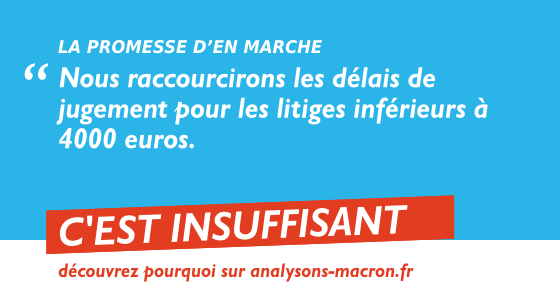 LA PROMESSE D’EN MARCHE
“ Nous raccourcirons les délais de
jugement pour les litiges inférieurs à
4000 euros.
C'EST INSUFFISANT
découvrez pourquoi sur analysons-macron.fr